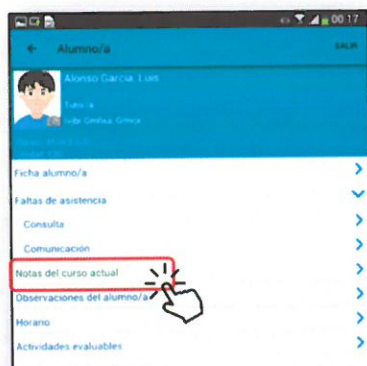 00:17
Alumno/a
SALIR
Alonso García, Luis
Tutor/a
Ficha alumno/a
Faltas de asistencia
Consulta
Comunicación
Notas del curso actual
Observaciones del alumno/a
Horario
Actividades evaluables